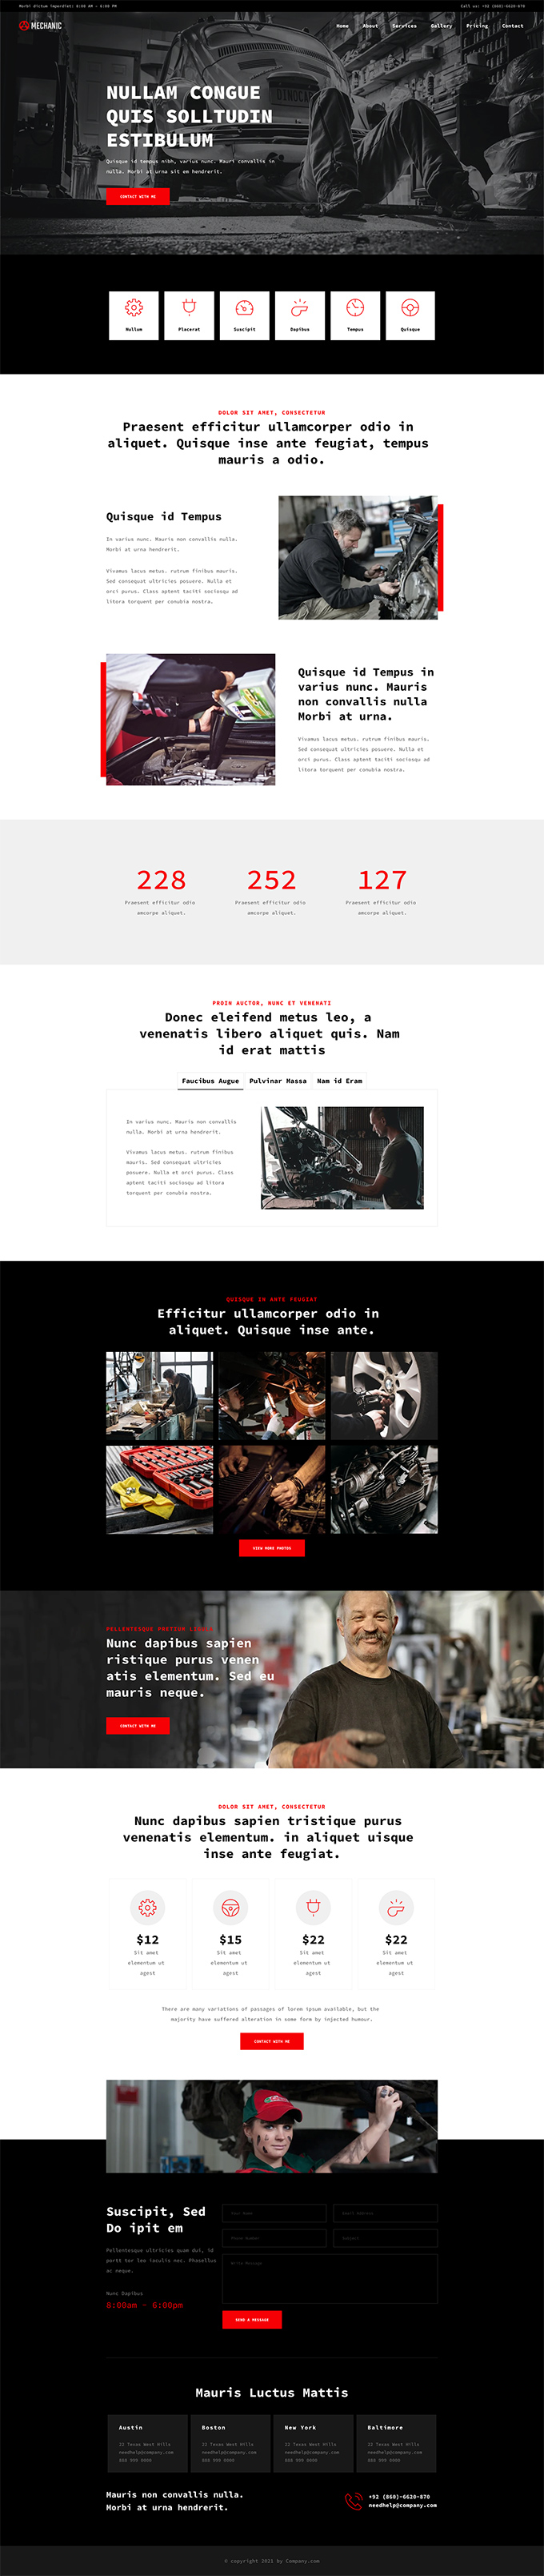 Morbi dictum imperdiet: 8:00 AM - 6:00 PM
Call us: +92 (860)-6620-870
MECHANIC
Home About Services Gallery Pricing Contact
NULLAM CONGUE
QUIS SOLLTUDIN
ESTIBULUM
Quisque id tempus nibh, varius nunc. Mauri convallis in
nulla. Morbi at urna sit em hendrerit.
CONTACT WITH ME
Nullum Placerat Suscipit Dapibus Tempus Quisque
DOLOR SIT AMET, CONSECTETUR
Praesent efficitur ullamcorper odio in
aliquet. Quisque inse ante feugiat, tempus
mauris a odio.
Quisque id Tempus
In varius nunc. Mauris non convallis nulla.
Morbi at urna hendrerit.
Vivamus lacus metus. rutrum finibus mauris.
Sed consequat ultricies posuere. Nulla et
orci purus. Class aptent taciti sociosqu ad
litora torquent per conubia nostra.
Quisque id Tempus in
varius nunc. Mauris
non convallis nulla
Morbi at urna.
Vivamus lacus metus. rutrum finibus mauris.
Sed consequat ultricies posuere. Nulla et
orci purus. Class aptent taciti sociosqu ad
litora torquent per conubia nostra.
228 252 127
Praesent efficitur odio Praesent efficitur odio Praesent efficitur odio
amcorpe aliquet. amcorpe aliquet. amcorpe aliquet.
PROIN AUCTOR, NUNC ET VENENATI
Donec eleifend metus leo, a
venenatis libero aliquet quis. Nam
id erat mattis
Faucibus Augue Pulvinar Massa Nam id Eram
In varius nunc. Mauris non convallis
nulla. Morbi at urna hendrerit.
Vivamus lacus metus. rutrum finibus
mauris. Sed consequat ultricies
posuere. Nulla et orci purus. Class
aptent taciti sociosqu ad litora
torquent per conubia nostra.
QUISQUE IN ANTE FEUGIAT
Efficitur ullamcorper odio in
aliquet. Quisque inse ante.
VIEW MORE PHOTOS
PELLENTESQUE PRETIUM
Nunc dapibus sapien
ristique purus venen
atis elementum. Sed eu
mauris neque.
CONTACT WITH ME
DOLOR SIT AMET, CONSECTETUR
Nunc dapibus sapien tristique purus
venenatis elementum. in aliquet uisque
inse ante feugiat.
$12 $15 $22 $22
Sit amet Sit amet Sit amet Sit amet
elementum ut elementum ut elementum ut elementum ut
agest agest agest agest
There are many variations of passages of lorem ipsum available, but the
majority have suffered alteration in some form by injected humour.
CONTACT WITH ME
Suscipit, Sed
Do ipit em
Pellentesque ultricies quam dui, id
portt tor leo iaculis nec. Phasellus
ac neque.
Nunc Dapibus
8:00am - 6:00pm
Your Name Email Address
Phone Number Subject
Write Message
SEND A MESSAGE
Mauris Luctus Mattis
Austin Boston New York Baltimore
22 Texas West Hills 22 Texas West Hills 22 Texas West Hills 22 Texas West Hills
needhelp@company.com needhelp@company.com needhelp@company.com needhelp@company.com
888 999 0000 888 999 0000 888 999 0000 888 999 0000
Mauris non convallis nulla.
Morbi at urna hendrerit.
+92 (860)-6620-870
needhelp@company.com
© copyright 2021 by Company.com